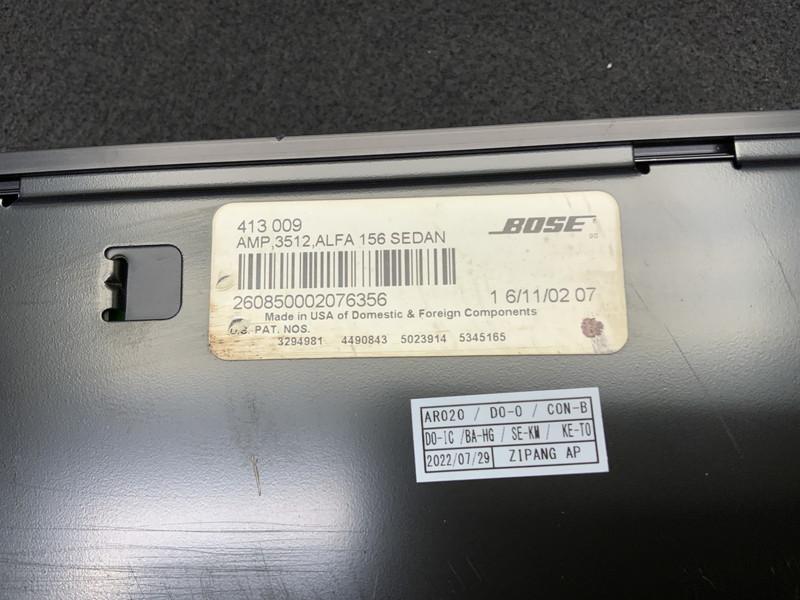 413 009
BOSE
AMP,3512,ALFA 156 SEDAN
260850002076356
1 6/11/02 07
Made in USA of Domestic & Foreign Components
U.S. PAT. NOS.
3294981 4490843 5023914 5345165
AR020 / DO-O / CON-B
DO-IC /BA-HG / SE-KM / KE-TO
2022/07/29 ZIPANG AP